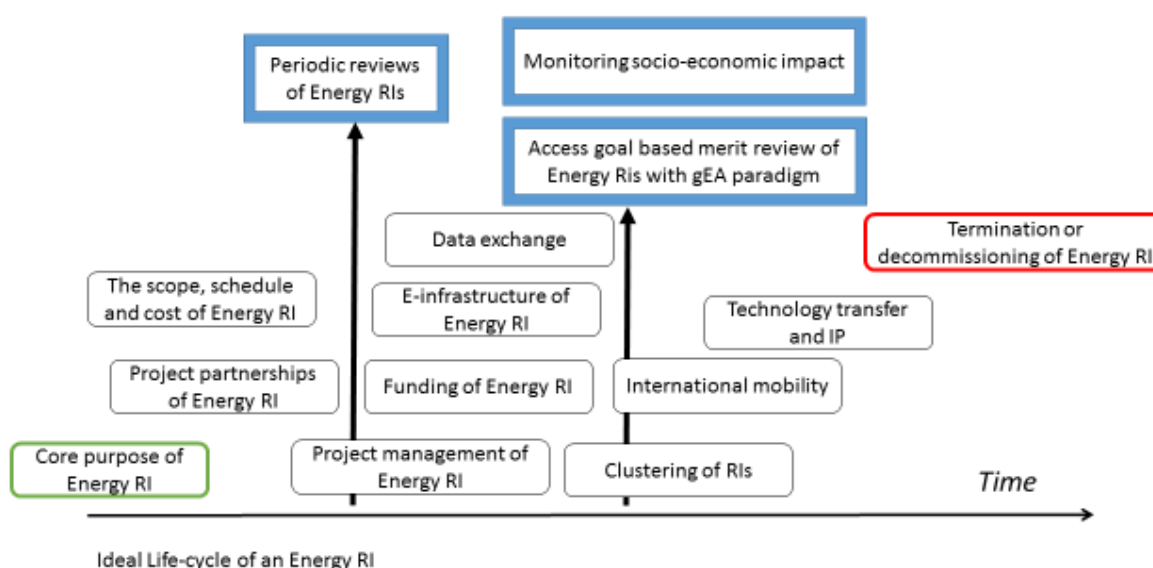 Periodic reviews
of Energy RIs
Monitoring socio-economic impact
Access goal based merit review of
Energy Ris with gEA paradigm
Data exchange
Termination or
decommissioning of Energy RI
The scope, schedule
and cost of Energy RI
E-infrastructure of
Energy RI
Technology transfer
and IP
Project partnerships
of Energy RI
Funding of Energy RI
International mobility
Core purpose of
Energy RI
Project management of
Energy RI
Clustering of RIs
Time
Ideal Life-cycle of an Energy RI